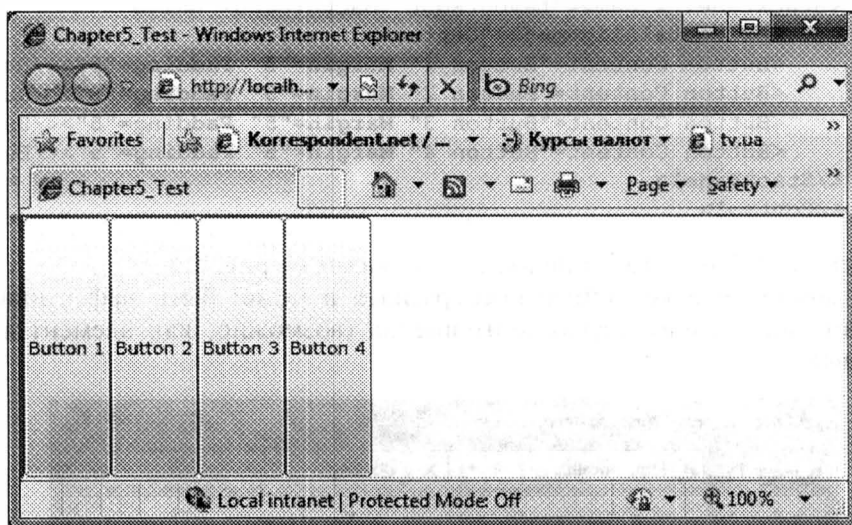 Chapter5_Test - Windows Internet Explorer
http://localh... Bing
Favorites Korrespondent.net / ... Курсы валют tv.ua »
Chapter5_Test Page Safety »
Button 1 Button 2 Button 3 Button 4
Local intranet | Protected Mode: Off 100%